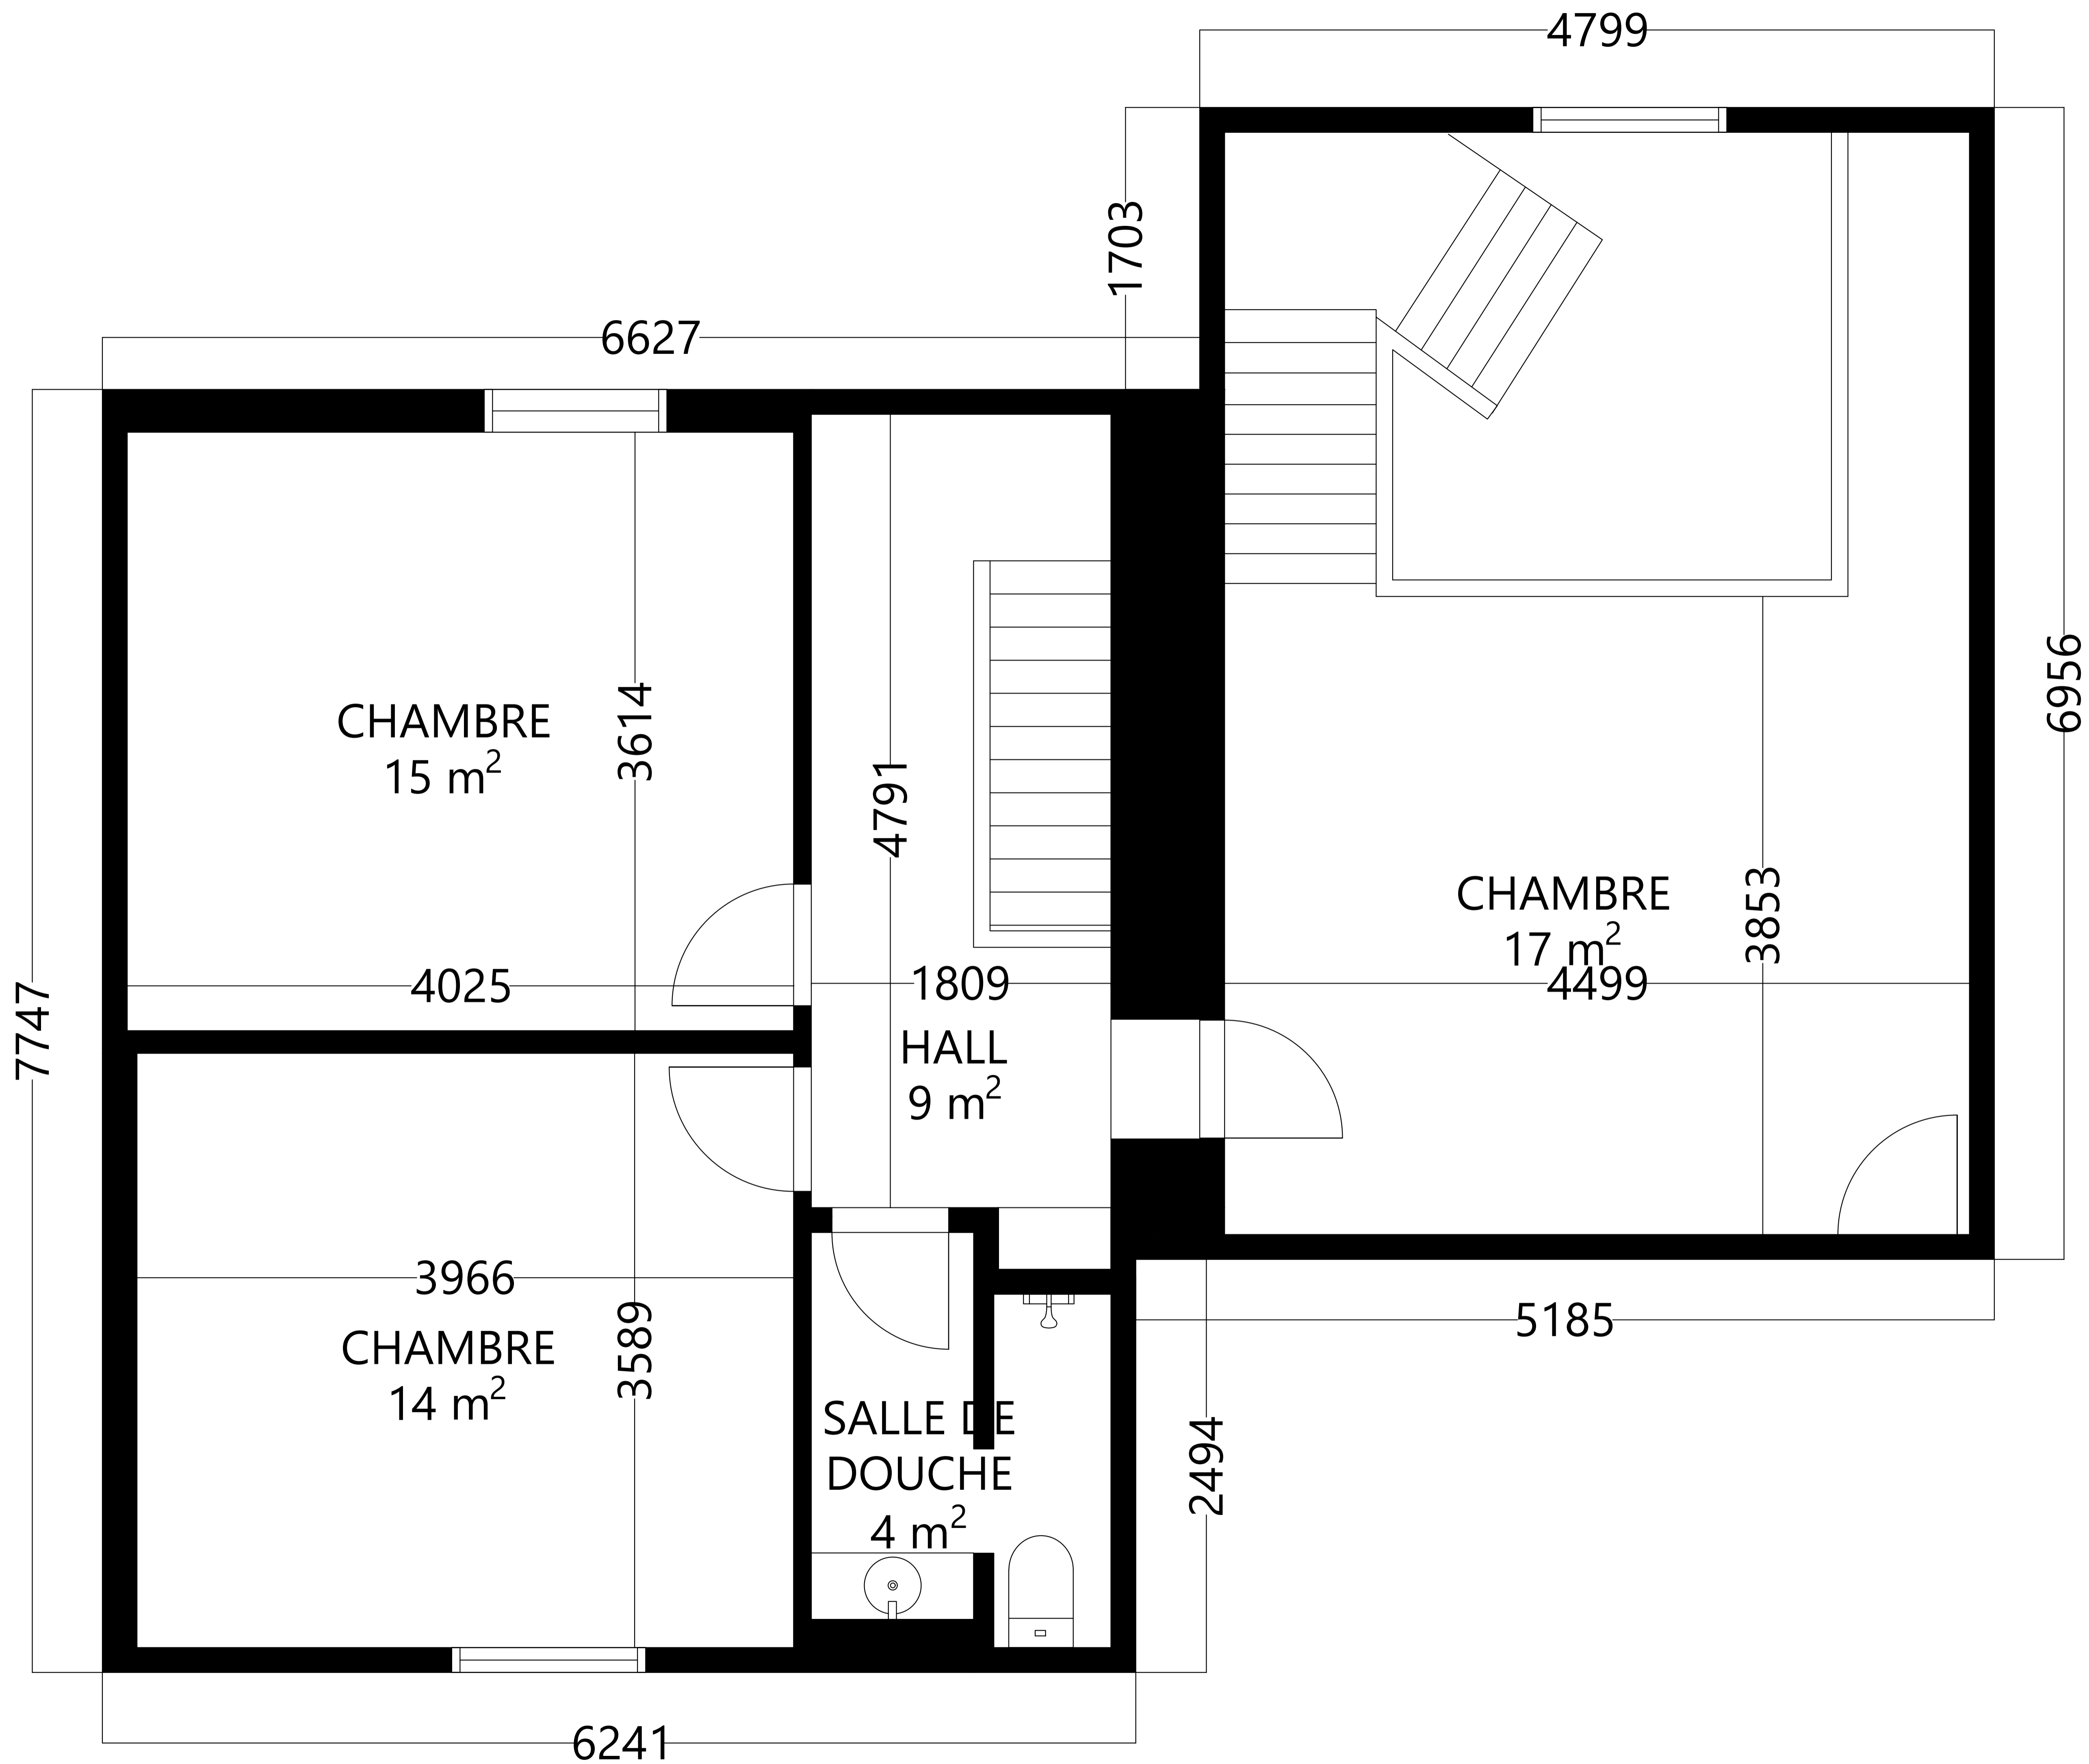 4799
1703
6627
6956
CHAMBRE
15 m²
3614
4791
7747
4025
1809
CHAMBRE
17 m²
4499
3853
HALL
9 m²
3966
CHAMBRE
14 m²
3589
5185
SALLE DE
DOUCHE
4 m²
2494
6241